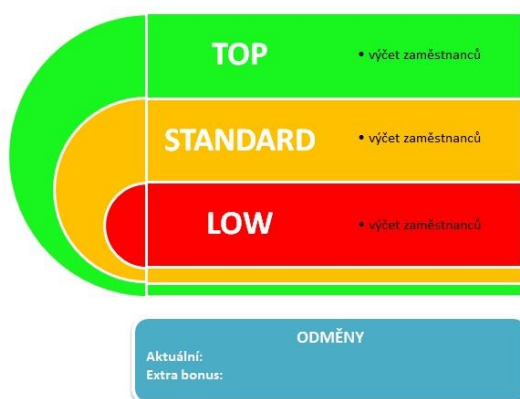 TOP • výčet zaměstnanců
STANDARD • výčet zaměstnanců
LOW • výčet zaměstnanců
ODMĚNY
Aktuální:
Extra bonus: